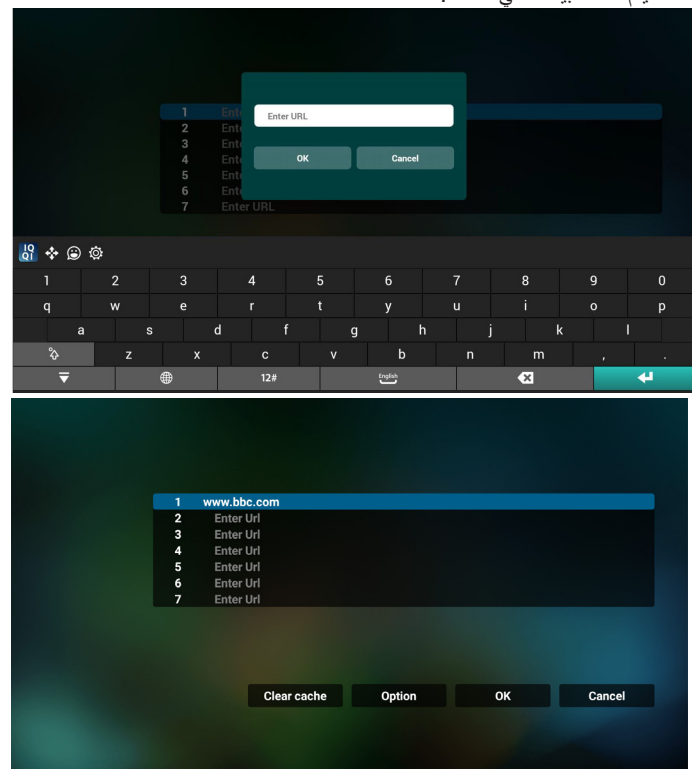 Enter URL
1 Ente
2 Ente
3 Ente
4 Ente
5 Ente
6 Ente
7 Enter URL
OK Cancel
IQQI
1 2 3 4 5 6 7 8 9 0
q w e r t y u i o p
a s d f g h j k l
z x c v b n m , .
12# English
1 www.bbc.com
2 Enter Url
3 Enter Url
4 Enter Url
5 Enter Url
6 Enter Url
7 Enter Url
Clear cache Option OK Cancel